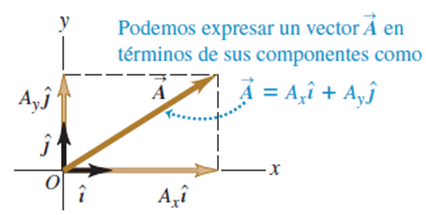 y
Podemos expresar un vector A⃗ en
términos de sus componentes como
A⃗ = Aₓî + Aᵧĵ
Aᵧĵ
A⃗
ĵ
O
î
Aₓî
x